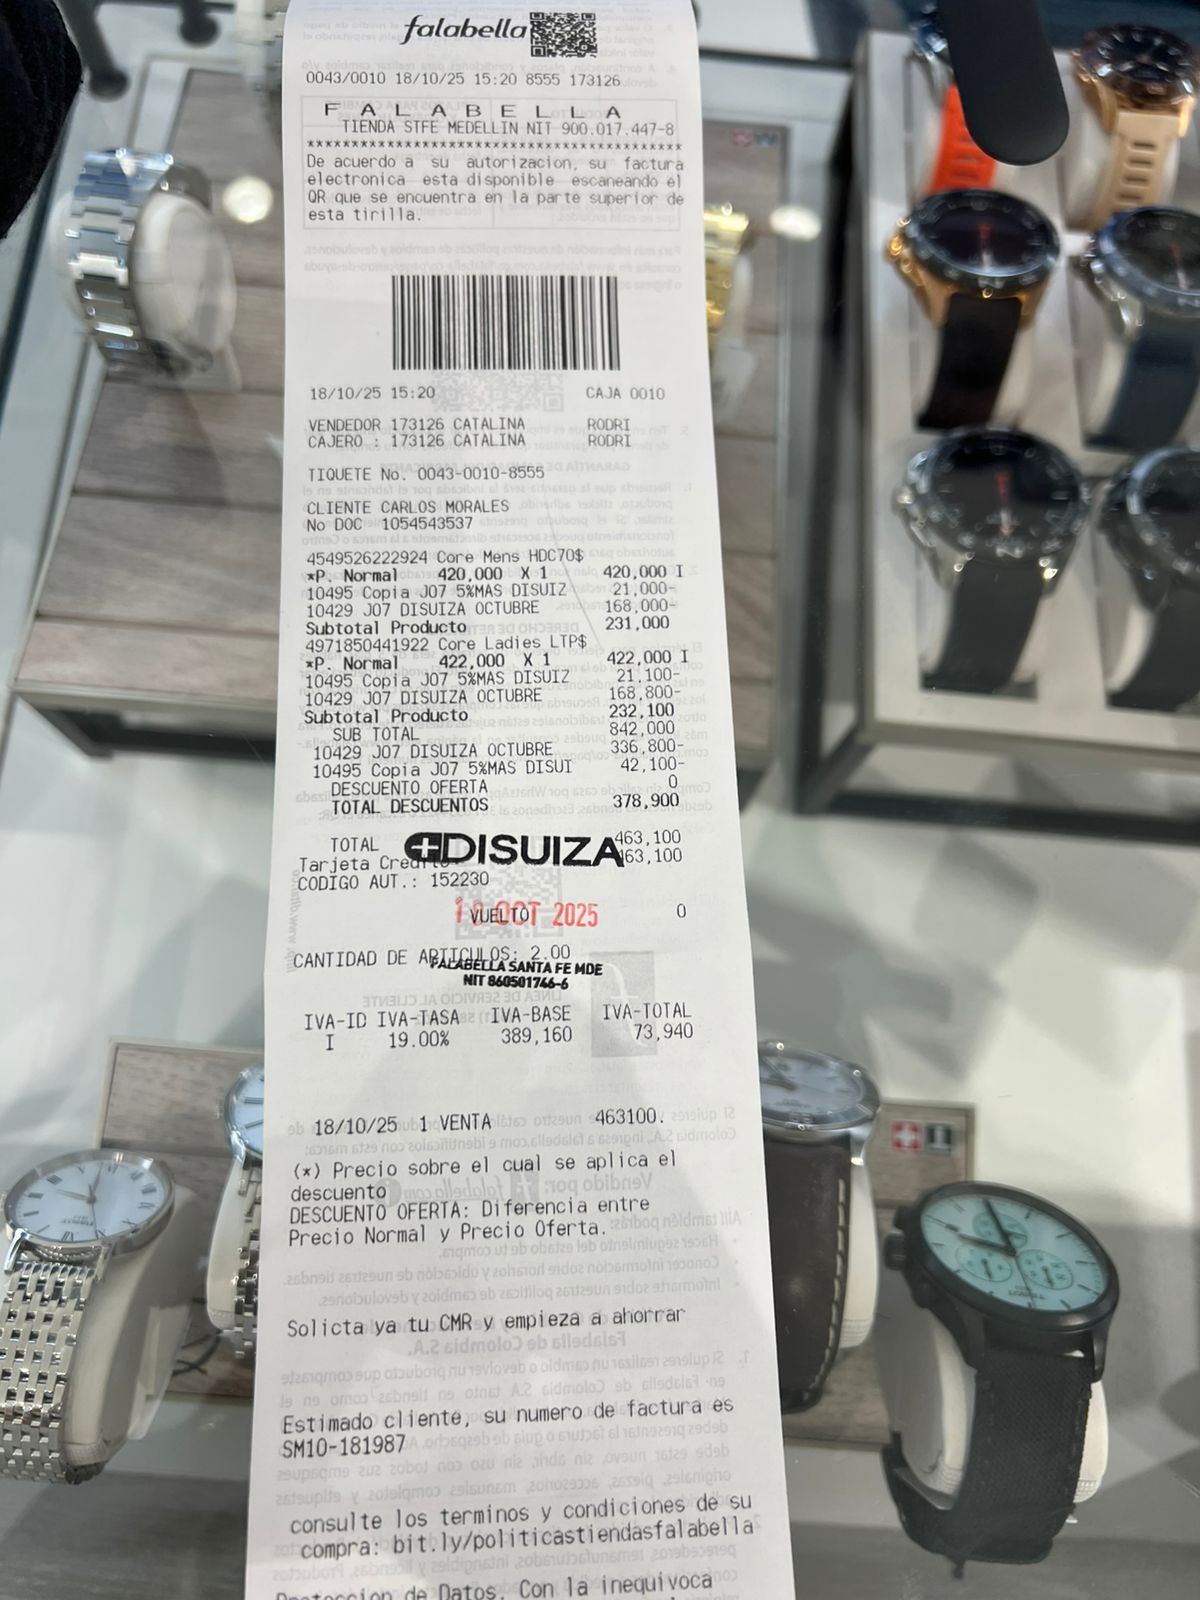 falabella
0043/0010 18/10/25 15:20 8555 173126
F A L A B E L L A
TIENDA STFE MEDELLIN NIT 900.017.447-8
******************************************
De acuerdo a su autorizacion, su factura
electronica esta disponible escaneando el
QR que se encuentra en la parte superior de
esta tirilla.
18/10/25 15:20 CAJA 0010
VENDEDOR 173126 CATALINA RODRI
CAJERO : 173126 CATALINA RODRI
TIQUETE No. 0043-0010-8555
CLIENTE CARLOS MORALES
No DOC 1054543537
4549526222924 Core Mens HDC70$
*P. Normal 420,000 X 1 420,000 I
10495 Copia J07 5%MAS DISUIZ 21,000-
10429 J07 DISUIZA OCTUBRE 168,000-
Subtotal Producto 231,000
4971850441922 Core Ladies LTP$
*P. Normal 422,000 X 1 422,000 I
10495 Copia J07 5%MAS DISUIZ 21,100-
10429 J07 DISUIZA OCTUBRE 168,800-
Subtotal Producto 232,100
SUB TOTAL 842,000
10429 J07 DISUIZA OCTUBRE 336,800-
10495 Copia J07 5%MAS DISUI 42,100-
DESCUENTO OFERTA 0
TOTAL DESCUENTOS 378,900
TOTAL 463,100
DISUIZA
Tarjeta Credito 463,100
CODIGO AUT.: 152230
18 OCT 2025
VUELTO 0
CANTIDAD DE ARTICULOS: 2.00
FALABELLA SANTA FE MDE
NIT 860501746-6
IVA-ID IVA-TASA IVA-BASE IVA-TOTAL
I 19.00% 389,160 73,940
18/10/25 1 VENTA 463100.
(*) Precio sobre el cual se aplica el
descuento
DESCUENTO OFERTA: Diferencia entre
Precio Normal y Precio Oferta.
Solicta ya tu CMR y empieza a ahorrar
Estimado cliente, su numero de factura es
SM10-181987
consulte los terminos y condiciones de su
compra: bit.ly/politicastiendasfalabella
Proteccion de Datos. Con la inequivoca